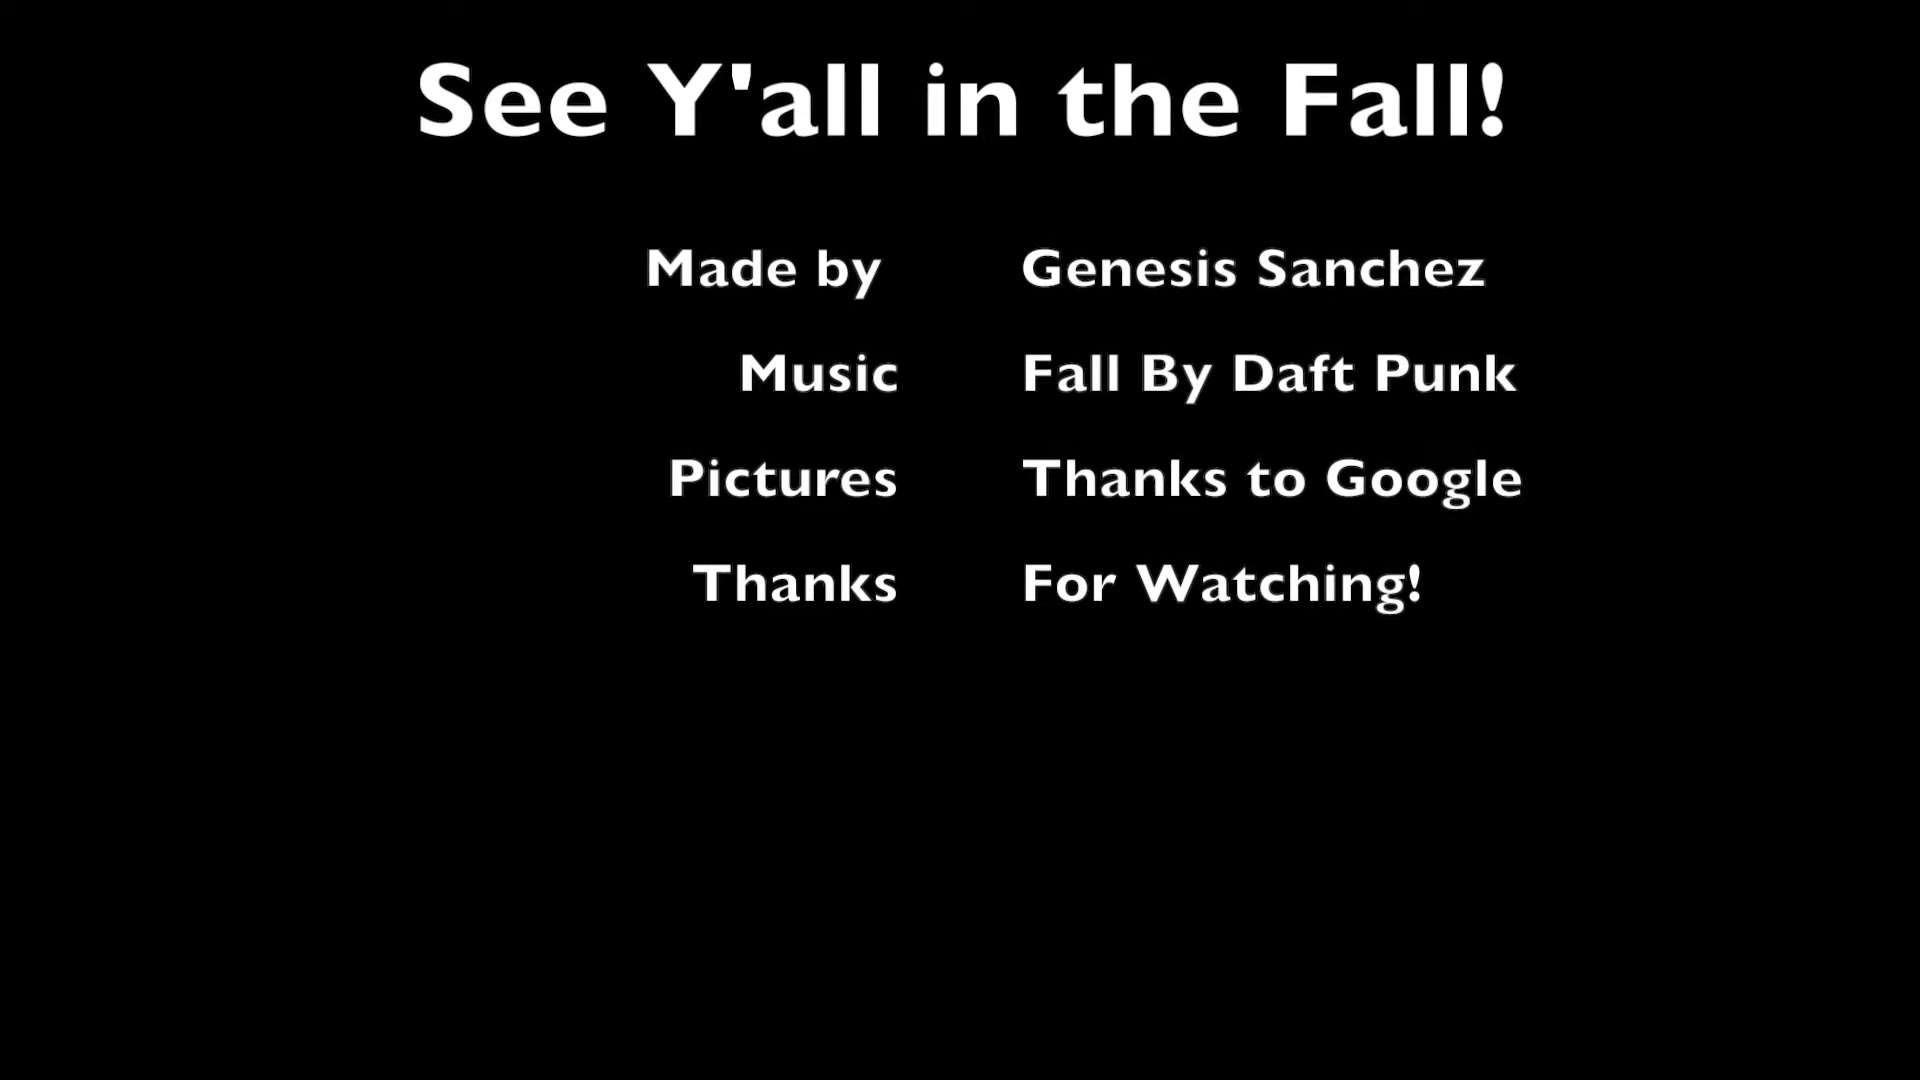 See Y'all in the Fall!
Made by Genesis Sanchez
Music Fall By Daft Punk
Pictures Thanks to Google
Thanks For Watching!